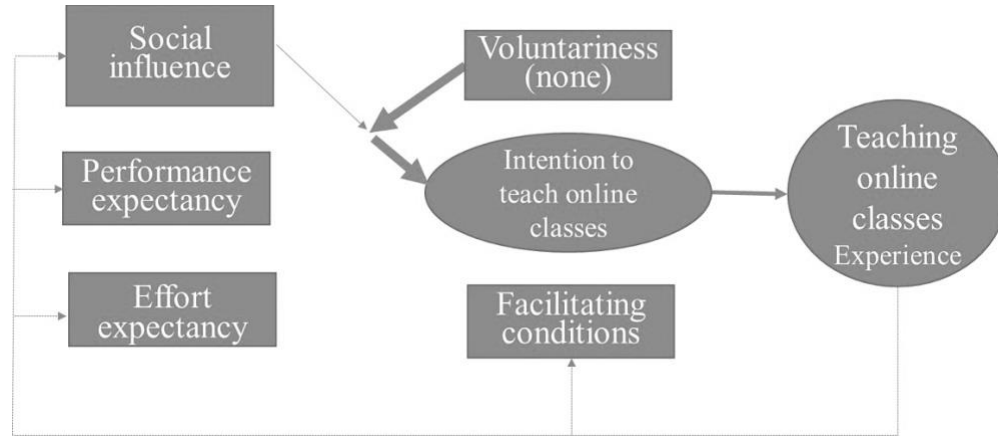 Social
influence
Voluntariness
(none)
Performance
expectancy
Intention to
teach online
classes
Teaching
online
classes
Experience
Effort
expectancy
Facilitating
conditions